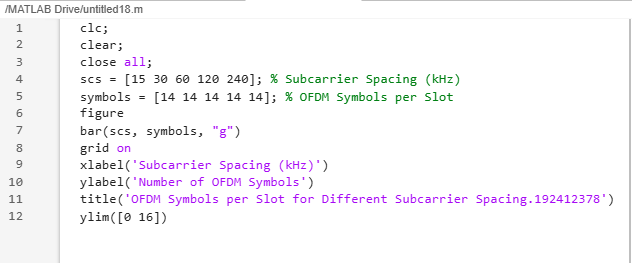 /MATLAB Drive/untitled18.m
1 clc;
2 clear;
3 close all;
4 scs = [15 30 60 120 240]; % Subcarrier Spacing (kHz)
5 symbols = [14 14 14 14 14]; % OFDM Symbols per Slot
6 figure
7 bar(scs, symbols, "g")
8 grid on
9 xlabel('Subcarrier Spacing (kHz)')
10 ylabel('Number of OFDM Symbols')
11 title('OFDM Symbols per Slot for Different Subcarrier Spacing.192412378')
12 ylim([0 16])